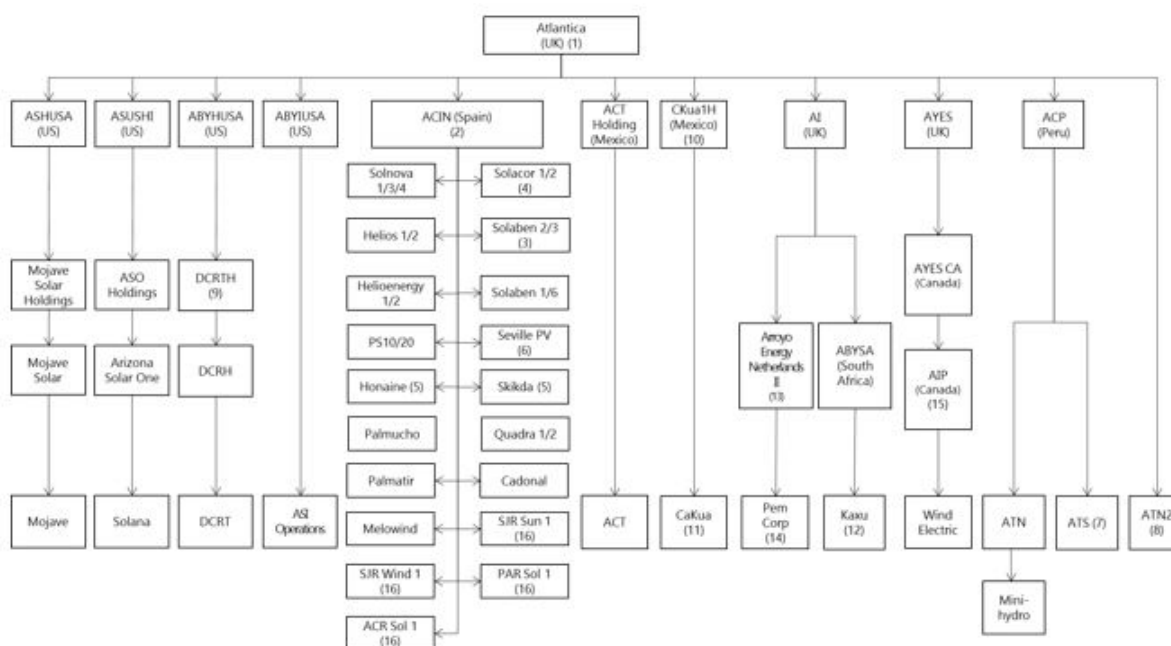 Atlantica
(UK) (1)
ASHUSA
(US)
ASUSHI
(US)
ABYHUSA
(US)
ABYIUSA
(US)
ACIN (Spain)
(2)
ACT
Holding
(Mexico)
CKua1H
(Mexico)
(10)
AI
(UK)
AYES
(UK)
ACP
(Peru)
Solnova
1/3/4
Solacor 1/2
(4)
Helios 1/2
Solaben 2/3
(3)
Mojave
Solar
Holdings
ASO
Holdings
DCRTH
(9)
Helioenergy
1/2
Solaben 1/6
AYES CA
(Canada)
Mojave
Solar
Arizona
Solar One
DCRH
PS10/20
Seville PV
(6)
Honaine (5)
Skikda (5)
Arroyo
Energy
Netherlands
II
(13)
ABYSA
(South
Africa)
AIP
(Canada)
(15)
Palmucho
Quadra 1/2
Palmatir
Cadonal
Mojave
Solana
DCRT
ASI
Operations
Melowind
SJR Sun 1
(16)
ACT
CaKua
(11)
Pem
Corp
(14)
Kaxu
(12)
Wind
Electric
ATN
ATS (7)
ATN2
(8)
SJR Wind 1
(16)
PAR Sol 1
(16)
Mini-
hydro
ACR Sol 1
(16)